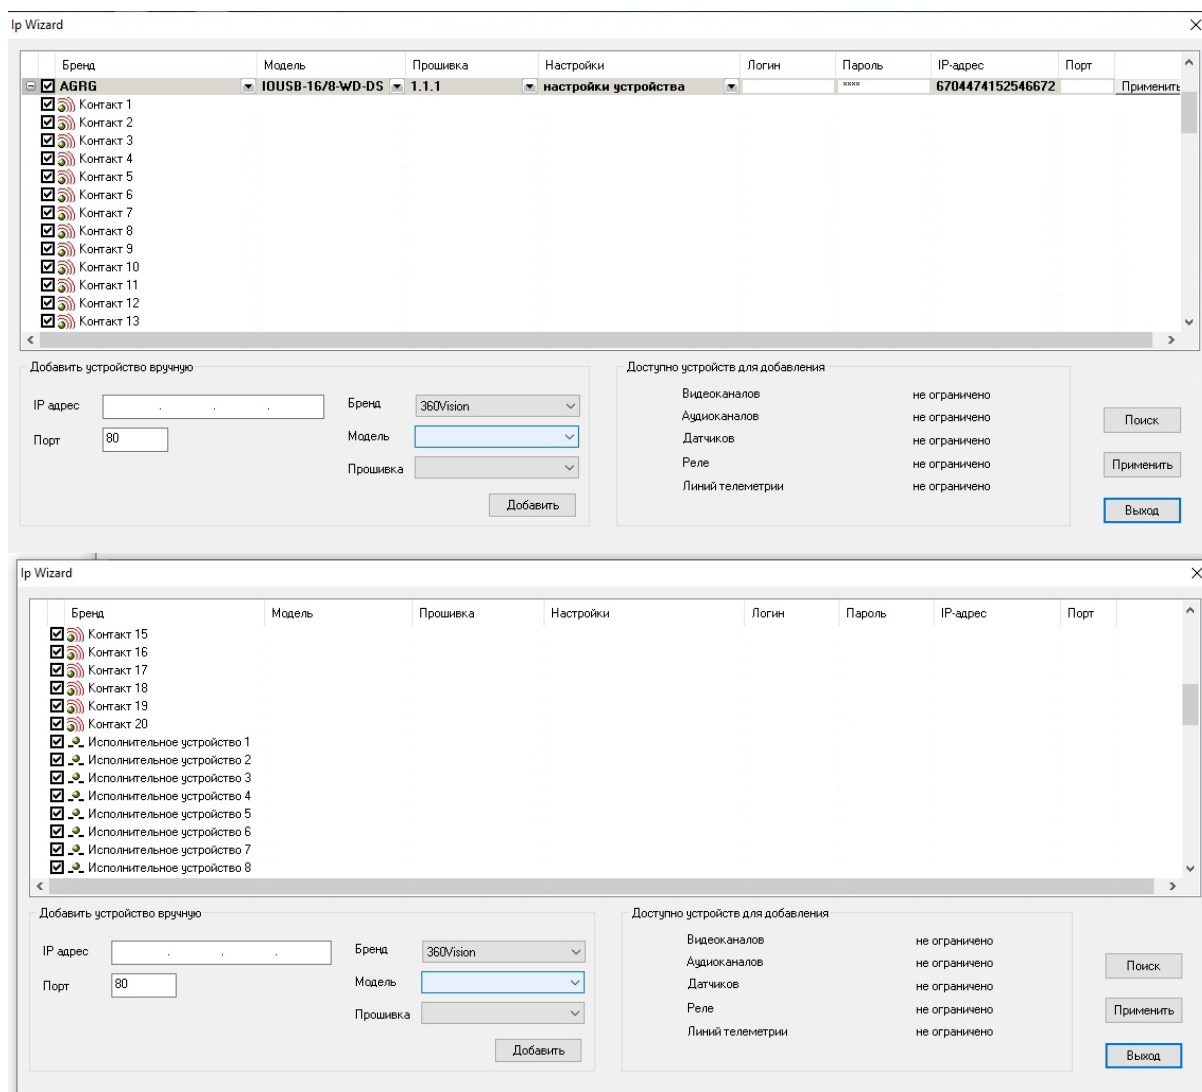 Ip Wizard
Бренд Модель Прошивка Настройки Логин Пароль IP-адрес Порт
AGRG IOUSB-16/8-WD-DS 1.1.1 настройки устройства **** 6704474152546672 Применить
Контакт 1
Контакт 2
Контакт 3
Контакт 4
Контакт 5
Контакт 6
Контакт 7
Контакт 8
Контакт 9
Контакт 10
Контакт 11
Контакт 12
Контакт 13
Добавить устройство вручную
IP адрес . . .
Порт 80
Бренд 360Vision
Модель
Прошивка
Добавить
Доступно устройств для добавления
Видеоканалов не ограничено
Аудиоканалов не ограничено
Датчиков не ограничено
Реле не ограничено
Линий телеметрии не ограничено
Поиск
Применить
Выход
Ip Wizard
Бренд Модель Прошивка Настройки Логин Пароль IP-адрес Порт
Контакт 15
Контакт 16
Контакт 17
Контакт 18
Контакт 19
Контакт 20
Исполнительное устройство 1
Исполнительное устройство 2
Исполнительное устройство 3
Исполнительное устройство 4
Исполнительное устройство 5
Исполнительное устройство 6
Исполнительное устройство 7
Исполнительное устройство 8
Добавить устройство вручную
IP адрес . . .
Порт 80
Бренд 360Vision
Модель
Прошивка
Добавить
Доступно устройств для добавления
Видеоканалов не ограничено
Аудиоканалов не ограничено
Датчиков не ограничено
Реле не ограничено
Линий телеметрии не ограничено
Поиск
Применить
Выход